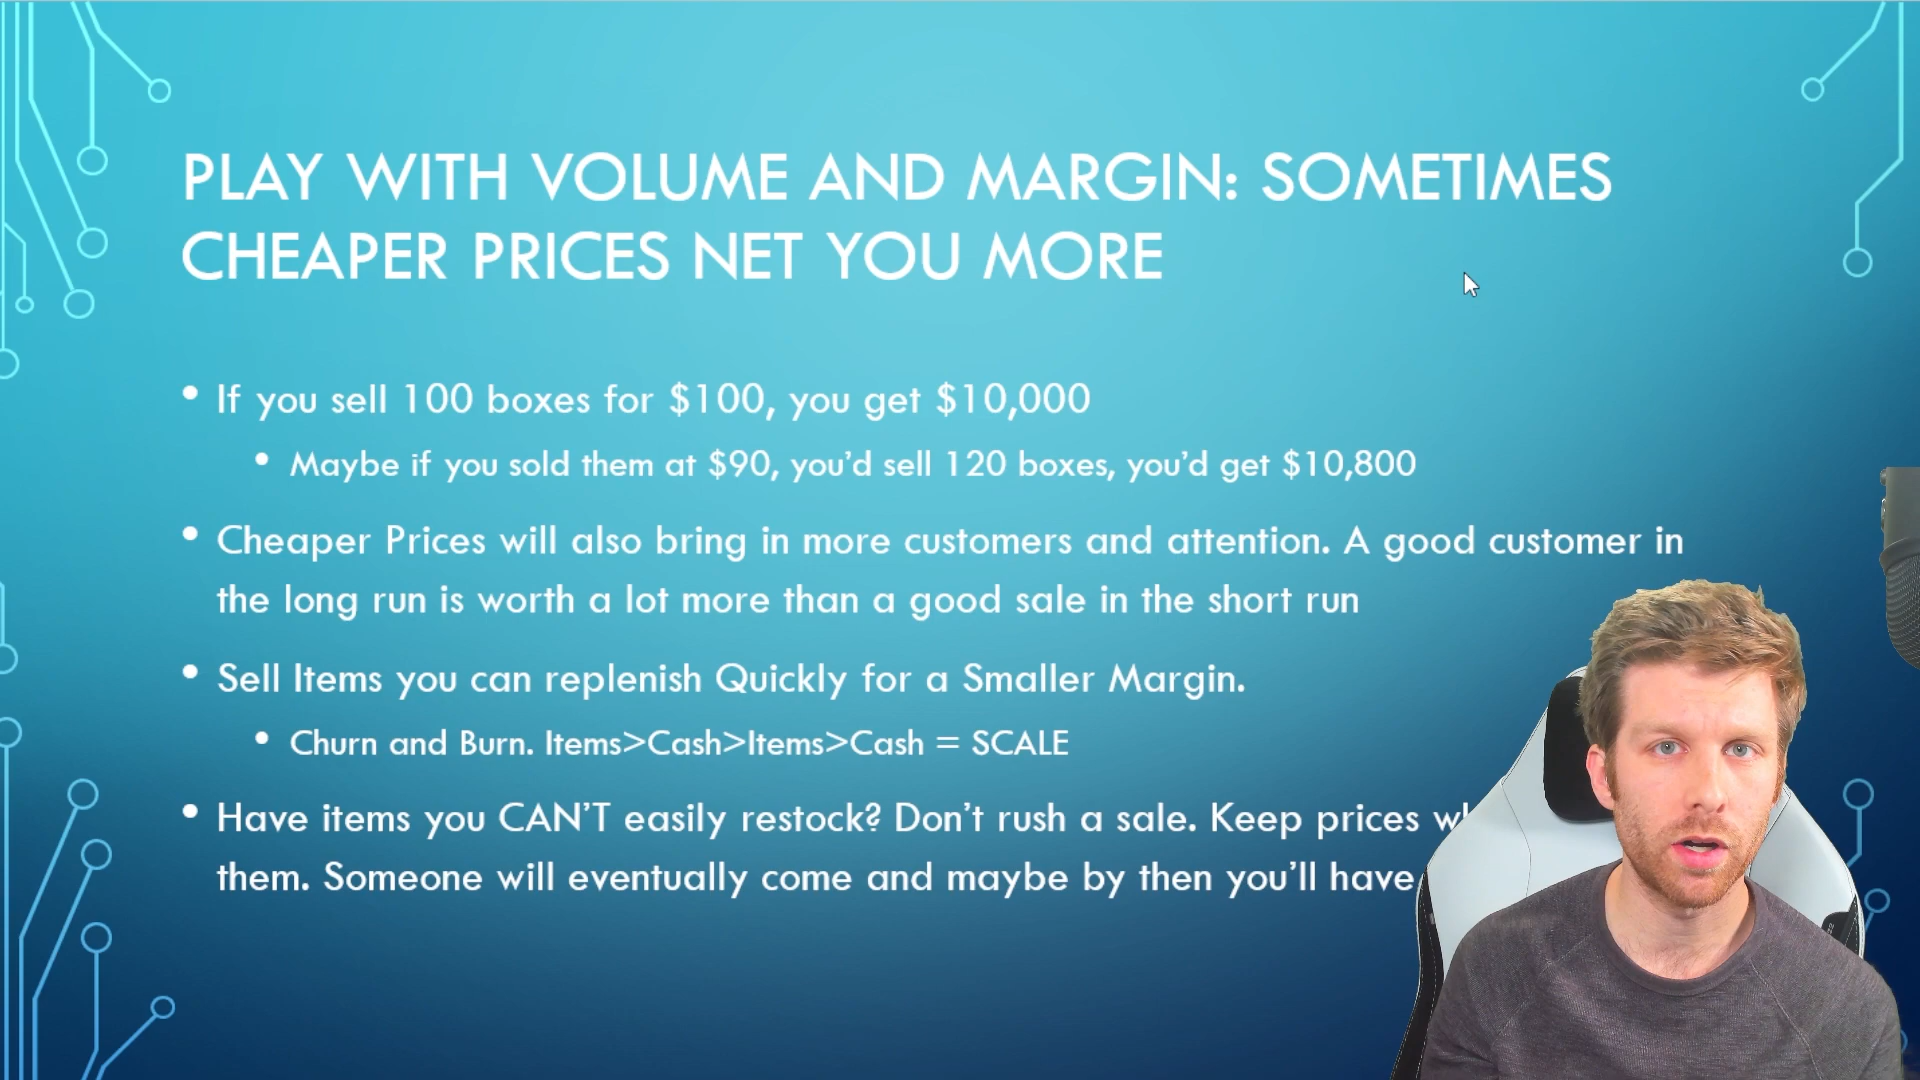 PLAY WITH VOLUME AND MARGIN: SOMETIMES
CHEAPER PRICES NET YOU MORE
• If you sell 100 boxes for $100, you get $10,000
• Maybe if you sold them at $90, you’d sell 120 boxes, you’d get $10,800
• Cheaper Prices will also bring in more customers and attention. A good customer in
the long run is worth a lot more than a good sale in the short run
• Sell Items you can replenish Quickly for a Smaller Margin.
• Churn and Burn. Items>Cash>Items>Cash = SCALE
• Have items you CAN’T easily restock? Don’t rush a sale. Keep prices
them. Someone will eventually come and maybe by then you’ll have